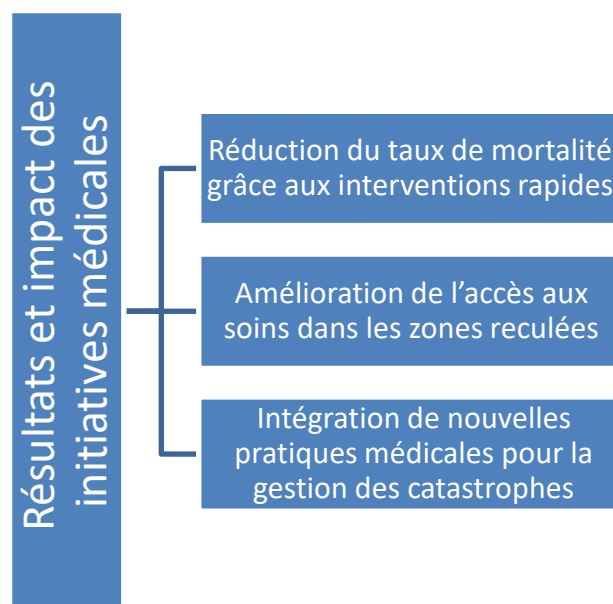 Résultats et impact des
initiatives médicales
Réduction du taux de mortalité
grâce aux interventions rapides
Amélioration de l’accès aux
soins dans les zones reculées
Intégration de nouvelles
pratiques médicales pour la
gestion des catastrophes